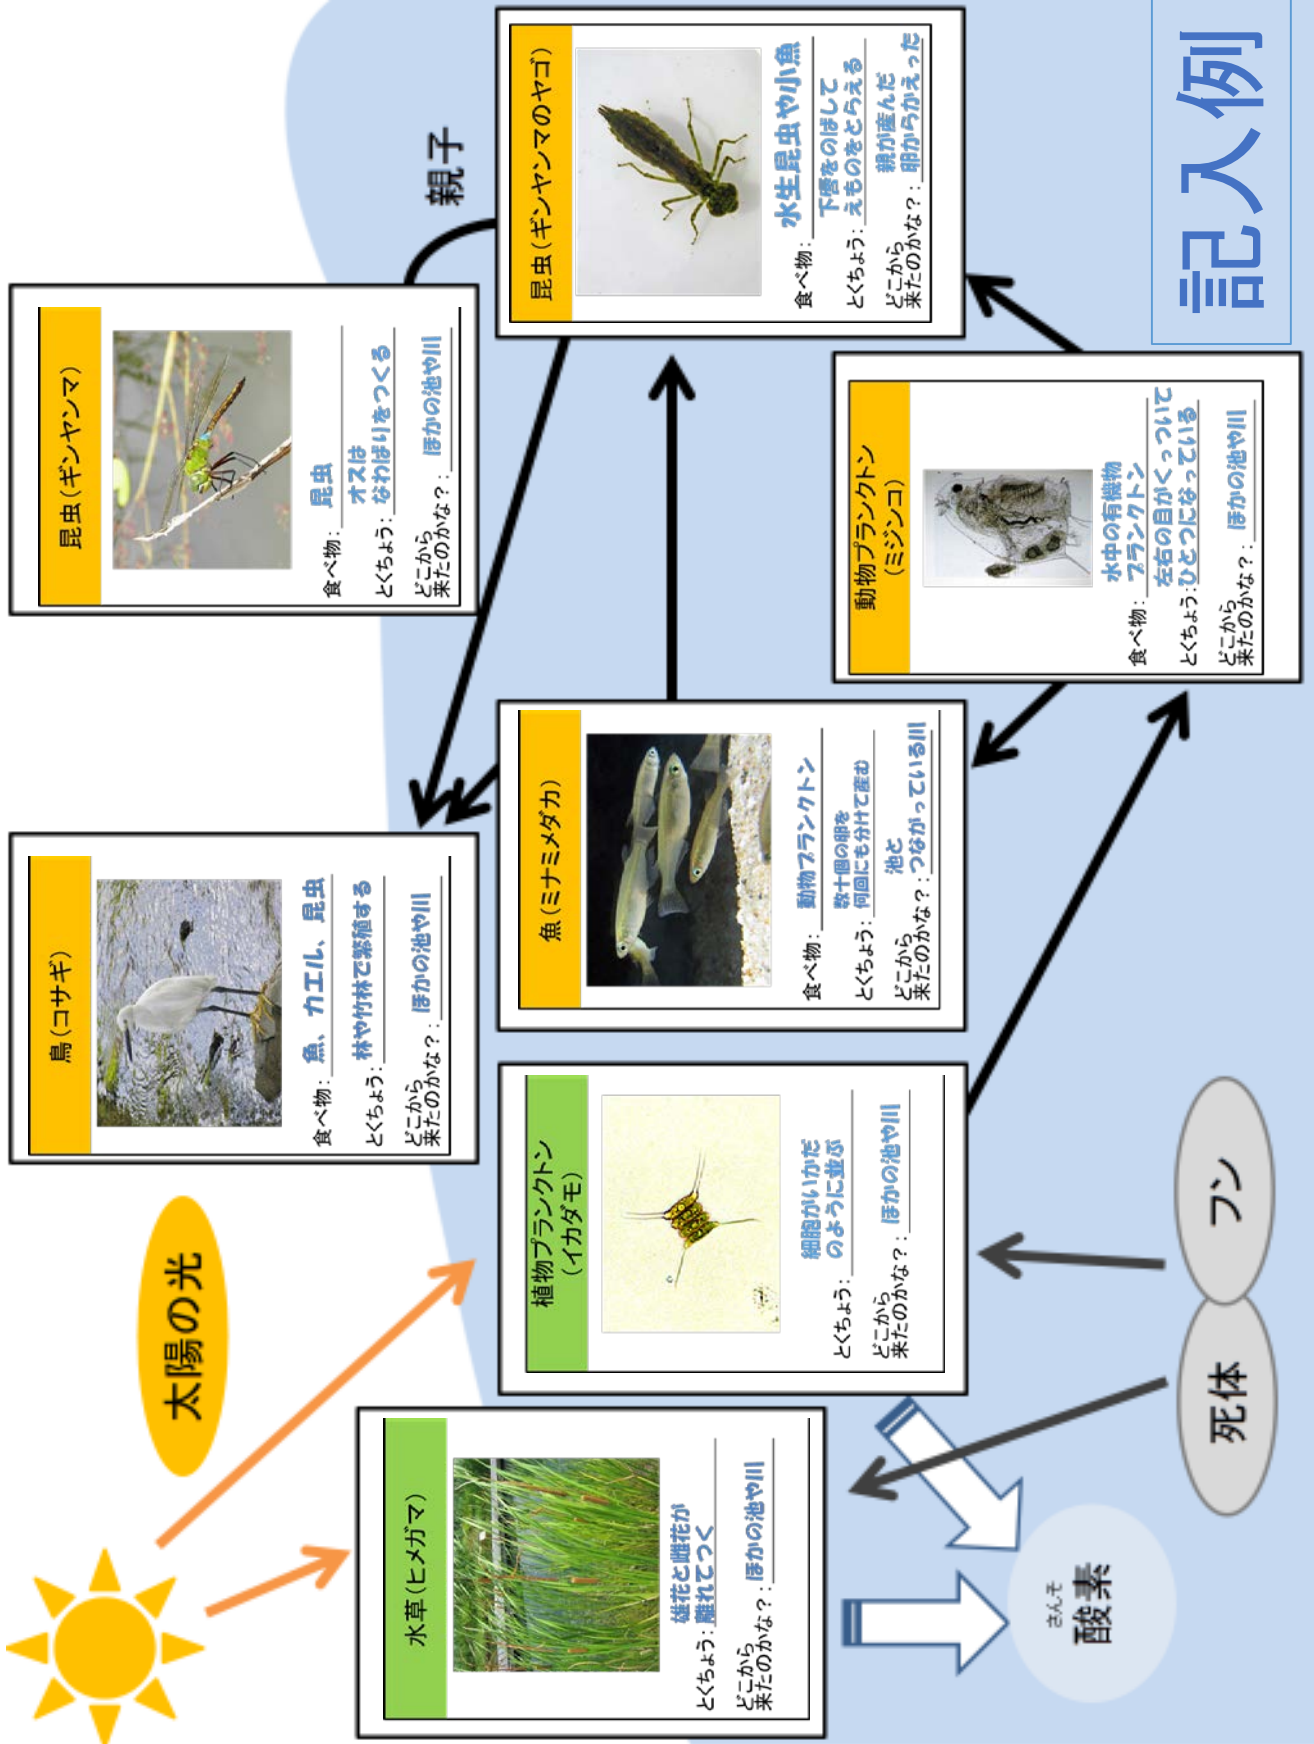 太陽の光
鳥(コサギ)
食べ物: 魚、カエル、昆虫
とくちょう: 林や竹林で繁殖する
どこから
来たのかな?: ほかの池や川
昆虫(ギンヤンマ)
食べ物: 昆虫
オスは
とくちょう: なわばりをつくる
どこから
来たのかな?: ほかの池や川
親子
水草(ヒメガマ)
雄花と雌花が
とくちょう: 離れてつく
どこから
来たのかな?: ほかの池や川
植物プランクトン
(イカダモ)
細胞がいかだ
のように並ぶ
とくちょう:
どこから
来たのかな?: ほかの池や川
魚(ミナミメダカ)
食べ物: 動物プランクトン
数十個の卵を
何回にも分けて産む
とくちょう:
池と
どこから
つながっている川
来たのかな?:
昆虫(ギンヤンマのヤゴ)
水生昆虫や小魚
食べ物:
下唇をのばして
とくちょう: えものをとらえる
親が産んだ
どこから
来たのかな?: 卵からかえった
動物プランクトン
(ミジンコ)
水中の有機物
食べ物: プランクトン
左右の目がくっついて
とくちょう: ひとつになっている
どこから
来たのかな?: ほかの池や川
さんそ
酸素
死体
フン
記入例